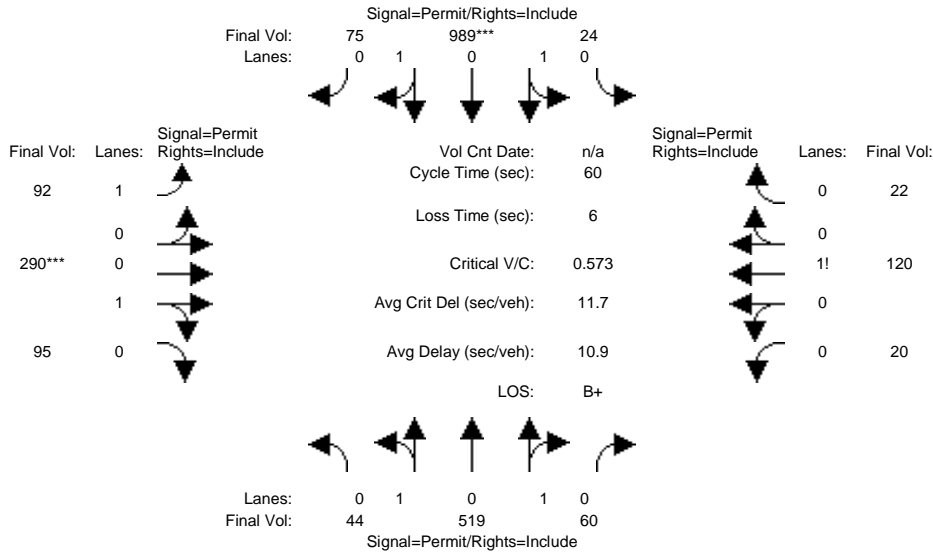 Signal=Permit/Rights=Include
Final Vol: 75 989*** 24
Lanes: 0 1 0 1 0
Signal=Permit Signal=Permit
Final Vol: Lanes: Rights=Include Vol Cnt Date: n/a Rights=Include Lanes: Final Vol:
Cycle Time (sec): 60
92 1 0 22
Loss Time (sec): 6
0 0
290*** 0 Critical V/C: 0.573 1! 120
1 Avg Crit Del (sec/veh): 11.7 0
95 0 Avg Delay (sec/veh): 10.9 0 20
LOS: B+
Lanes: 0 1 0 1 0
Final Vol: 44 519 60
Signal=Permit/Rights=Include